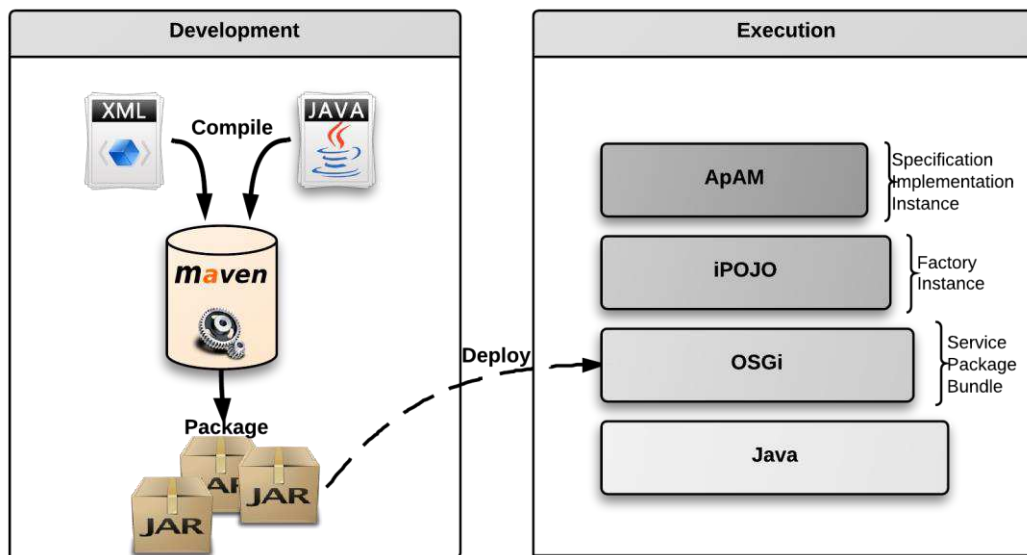 Development
XML
JAVA
Compile
maven
Package
JAR
JAR
JAR
Deploy
Execution
ApAM
Specification
Implementation
Instance
iPOJO
Factory
Instance
OSGi
Service
Package
Bundle
Java